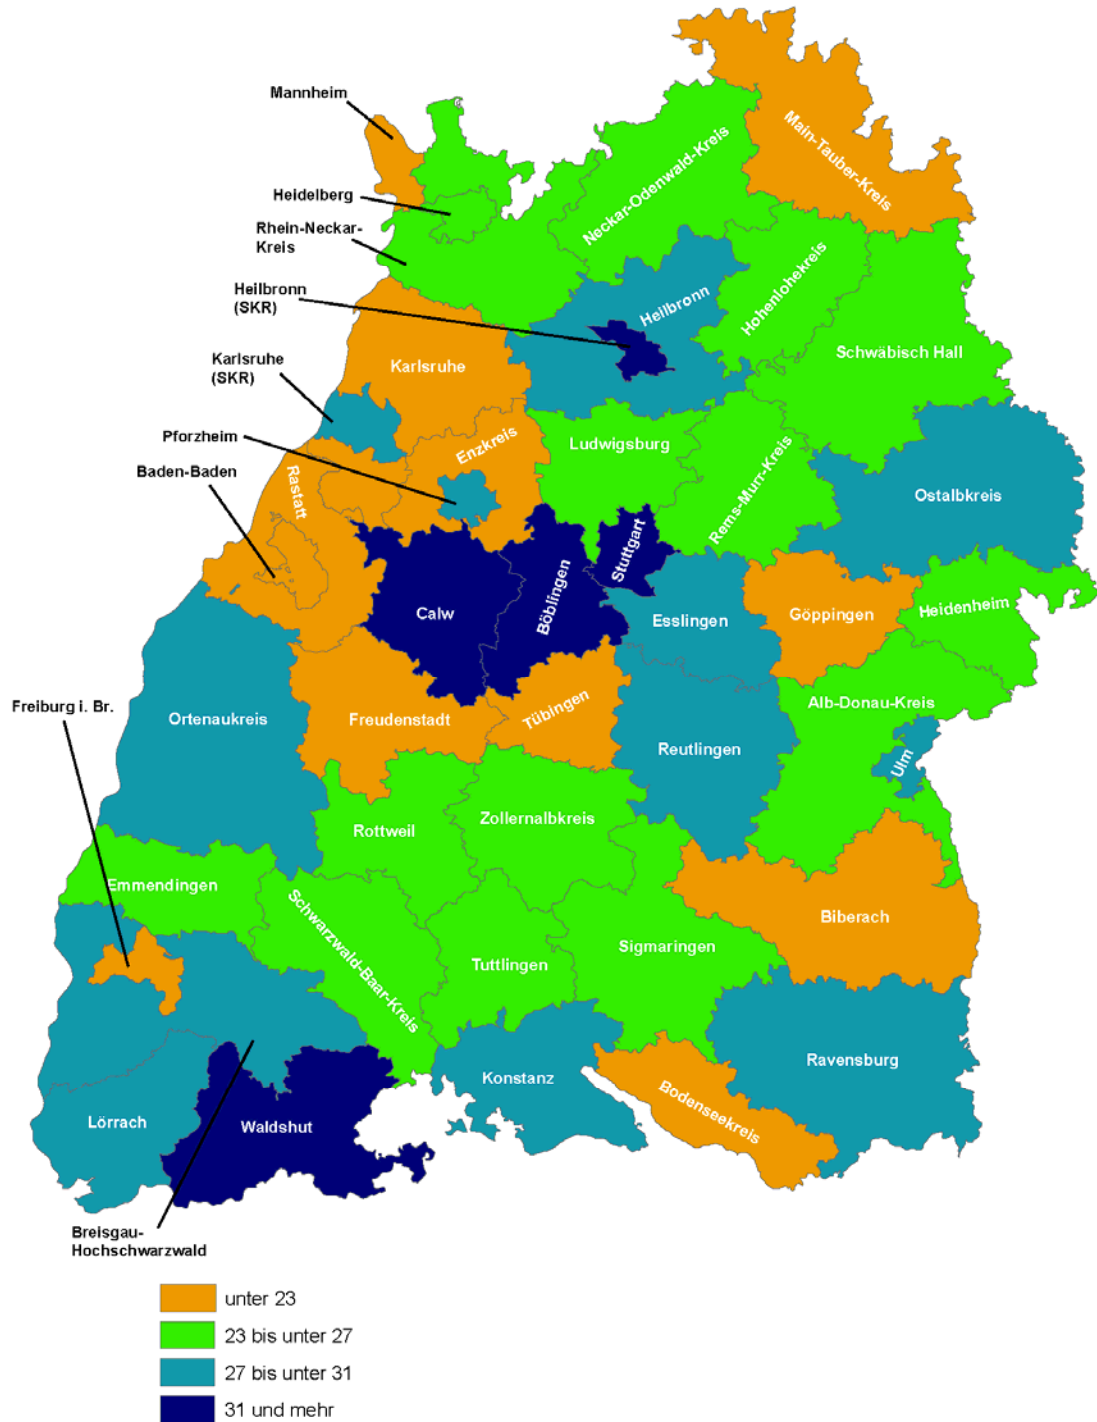 Mannheim
Main-Tauber-Kreis
Neckar-Odenwald-Kreis
Heidelberg
Rhein-Neckar-
Kreis
Hohenlohekreis
Heilbronn
(SKR)
Heilbronn
Schwäbisch Hall
Karlsruhe
(SKR)
Karlsruhe
Pforzheim
Enzkreis
Ludwigsburg
Rems-Murr-Kreis
Baden-Baden
Rastatt
Ostalbkreis
Stuttgart
Calw
Böblingen
Esslingen
Göppingen
Heidenheim
Freiburg i. Br.
Ortenaukreis
Freudenstadt
Tübingen
Reutlingen
Alb-Donau-Kreis
Ulm
Rottweil
Zollernalbkreis
Emmendingen
Schwarzwald-Baar-Kreis
Tuttlingen
Sigmaringen
Biberach
Lörrach
Waldshut
Konstanz
Bodenseekreis
Ravensburg
Breisgau-
Hochschwarzwald
unter 23
23 bis unter 27
27 bis unter 31
31 und mehr